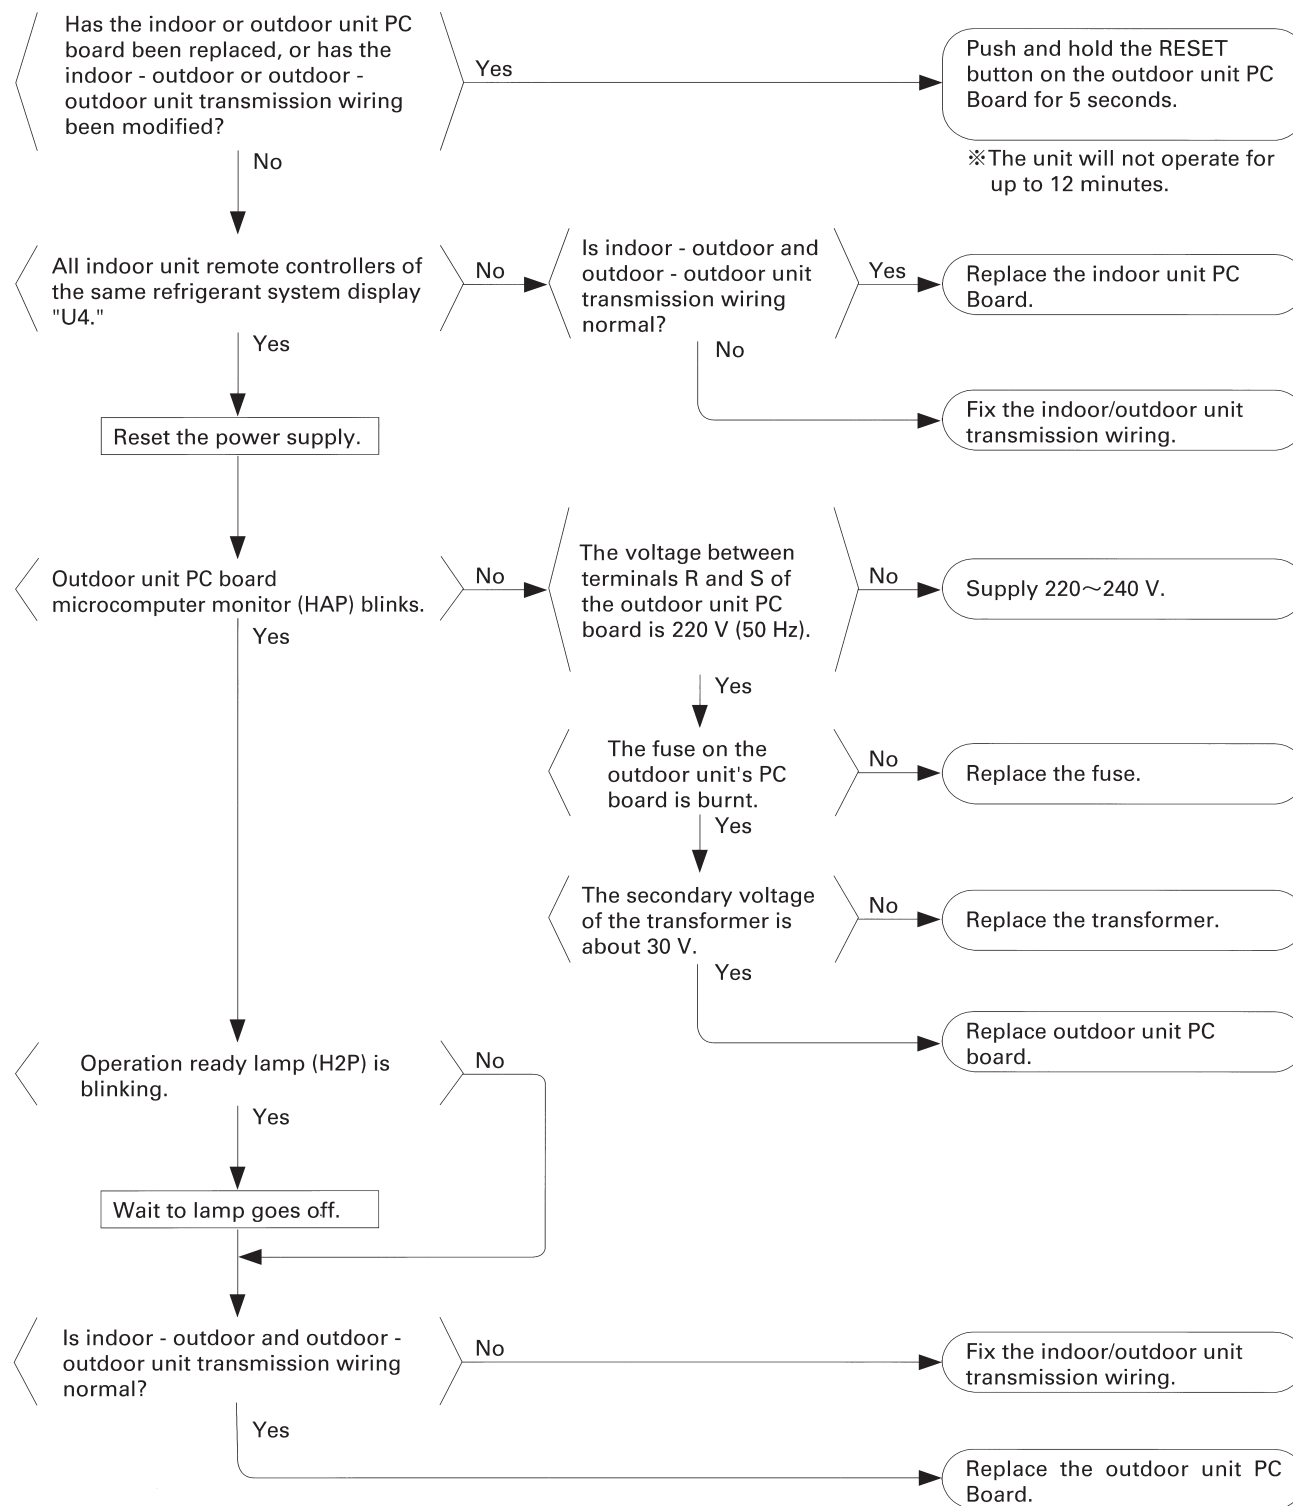 Has the indoor or outdoor unit PC
board been replaced, or has the
indoor - outdoor or outdoor -
outdoor unit transmission wiring
been modified?
Yes
Push and hold the RESET
button on the outdoor unit PC
Board for 5 seconds.
No
※The unit will not operate for
up to 12 minutes.
All indoor unit remote controllers of
the same refrigerant system display
"U4."
No
Is indoor - outdoor and
outdoor - outdoor unit
transmission wiring
normal?
Yes
Replace the indoor unit PC
Board.
Yes
No
Fix the indoor/outdoor unit
transmission wiring.
Reset the power supply.
Outdoor unit PC board
microcomputer monitor (HAP) blinks.
No
The voltage between
terminals R and S of
the outdoor unit PC
board is 220 V (50 Hz).
No
Supply 220～240 V.
Yes
Yes
The fuse on the
outdoor unit's PC
board is burnt.
No
Replace the fuse.
Yes
The secondary voltage
of the transformer is
about 30 V.
No
Replace the transformer.
Yes
Replace outdoor unit PC
board.
Operation ready lamp (H2P) is
blinking.
No
Yes
Wait to lamp goes off.
Is indoor - outdoor and outdoor -
outdoor unit transmission wiring
normal?
No
Fix the indoor/outdoor unit
transmission wiring.
Yes
Replace the outdoor unit PC
Board.